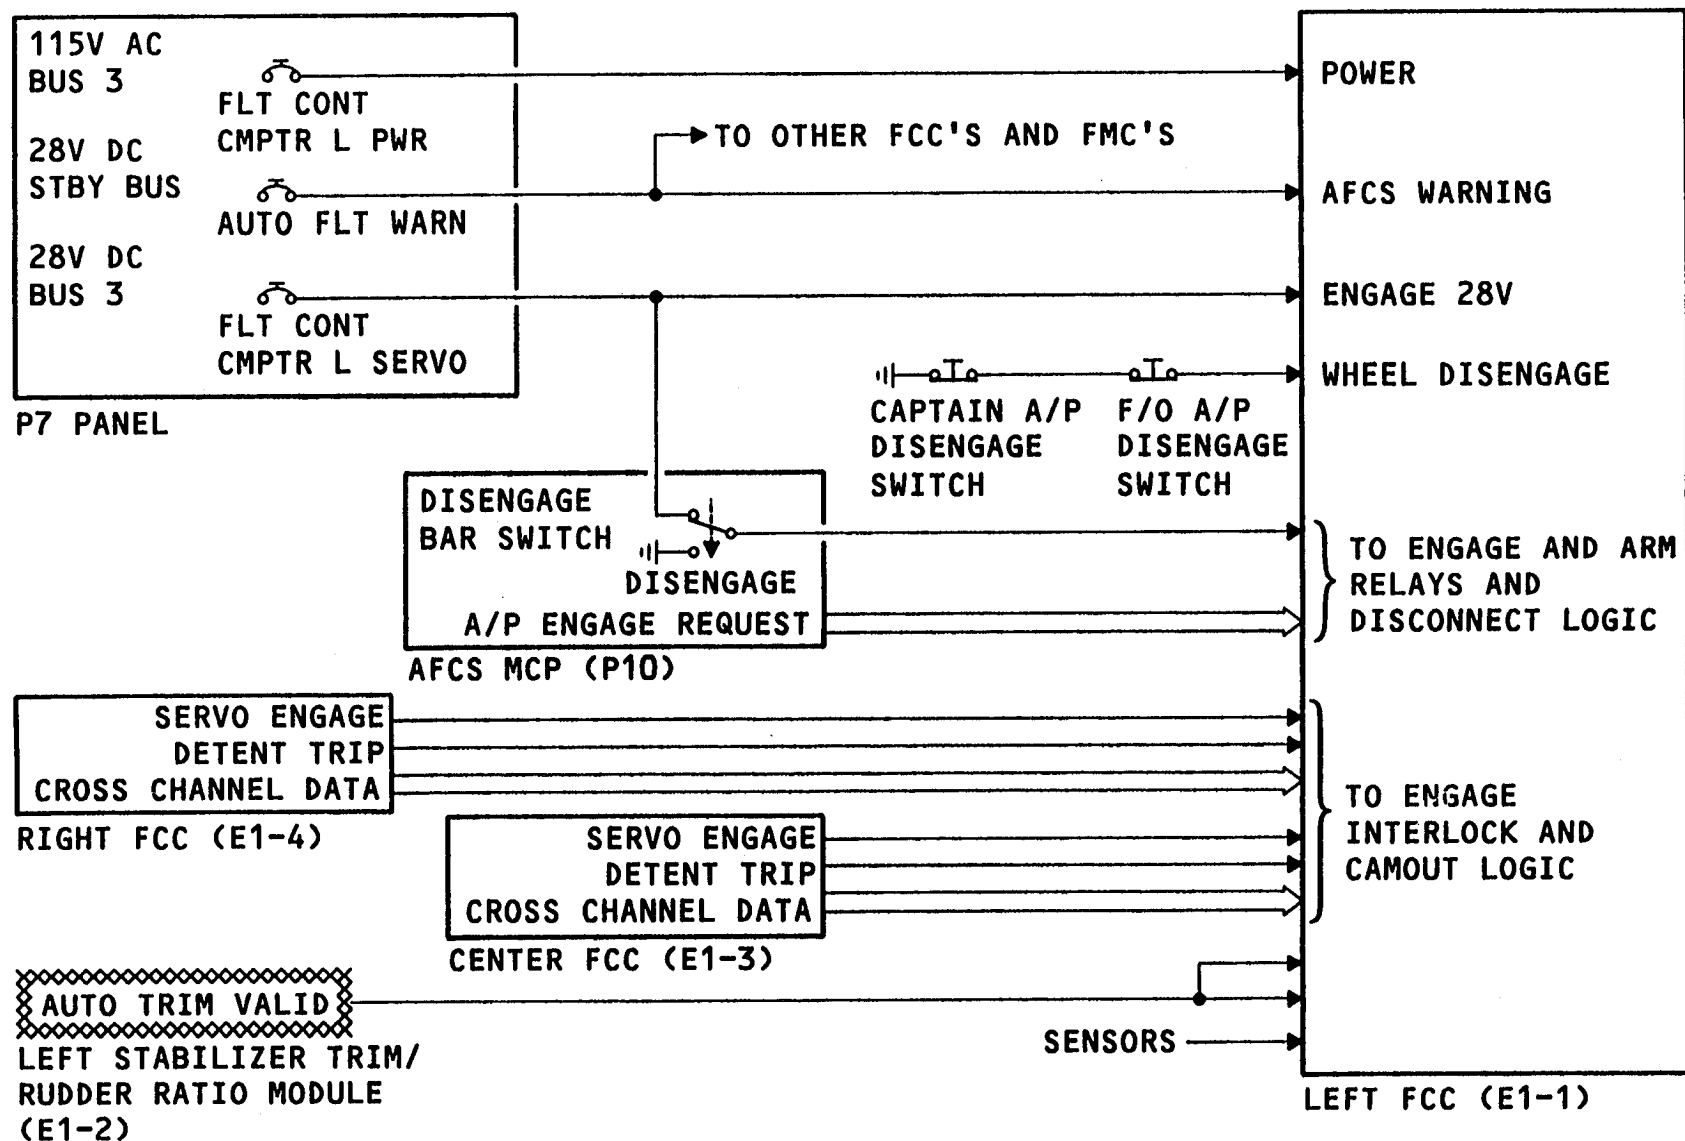 115V AC
BUS 3
FLT CONT
CMPTR L PWR
28V DC
STBY BUS
AUTO FLT WARN
28V DC
BUS 3
FLT CONT
CMPTR L SERVO
P7 PANEL
TO OTHER FCC'S AND FMC'S
POWER
AFCS WARNING
ENGAGE 28V
WHEEL DISENGAGE
CAPTAIN A/P
DISENGAGE
SWITCH
F/O A/P
DISENGAGE
SWITCH
DISENGAGE
BAR SWITCH
DISENGAGE
A/P ENGAGE REQUEST
AFCS MCP (P10)
TO ENGAGE AND ARM
RELAYS AND
DISCONNECT LOGIC
SERVO ENGAGE
DETENT TRIP
CROSS CHANNEL DATA
RIGHT FCC (E1-4)
SERVO ENGAGE
DETENT TRIP
CROSS CHANNEL DATA
CENTER FCC (E1-3)
TO ENGAGE
INTERLOCK AND
CAMOUT LOGIC
AUTO TRIM VALID
LEFT STABILIZER TRIM/
RUDDER RATIO MODULE
(E1-2)
SENSORS
LEFT FCC (E1-1)